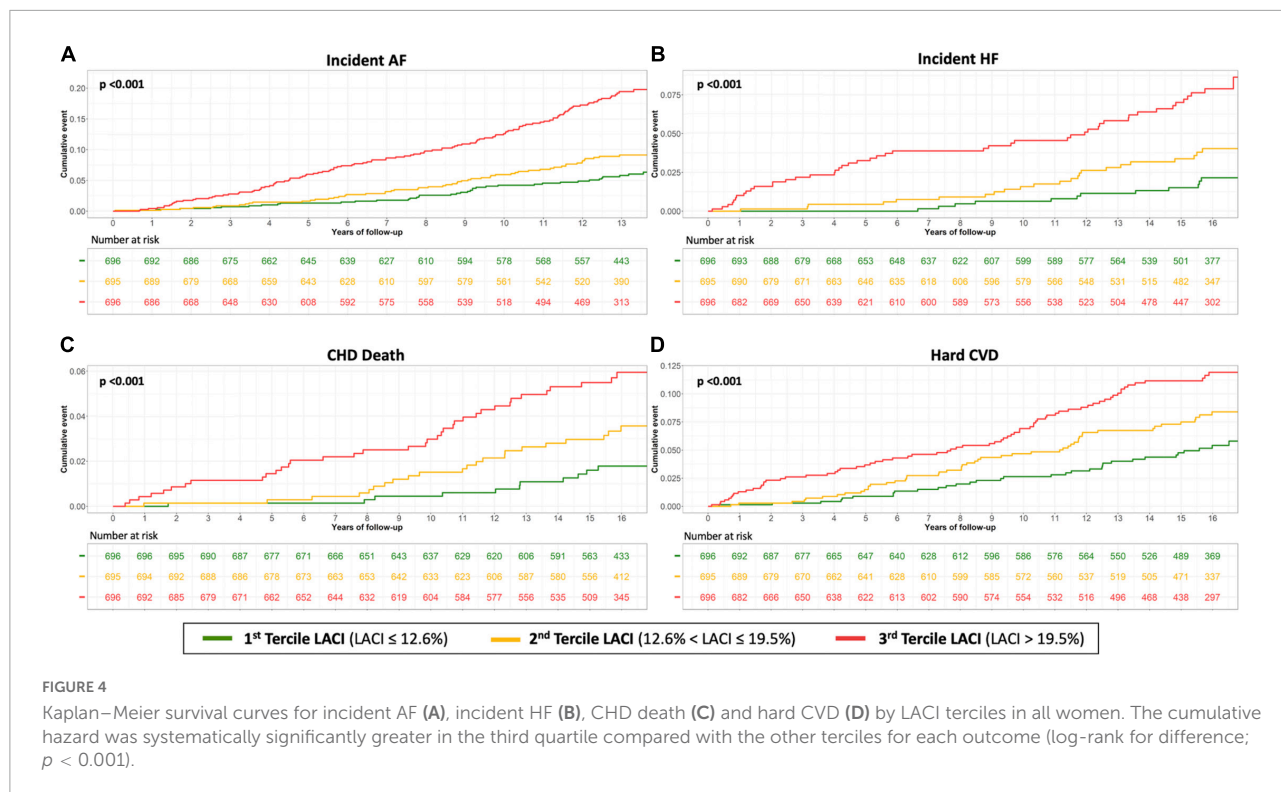 A
Incident AF
p <0.001
Cumulative event
0.20
0.15
0.10
0.05
0.00
0 1 2 3 4 5 6 7 8 9 10 11 12 13
Years of follow-up
Number at risk
696 692 686 675 662 645 639 627 610 594 578 568 557 443
695 689 679 668 659 643 628 610 597 579 561 542 520 390
696 686 668 648 630 608 592 575 558 539 518 494 469 313
B
Incident HF
p <0.001
Cumulative event
0.075
0.050
0.025
0.000
0 1 2 3 4 5 6 7 8 9 10 11 12 13 14 15 16
Years of follow-up
Number at risk
696 693 688 679 668 653 648 637 622 607 599 589 577 564 539 501 377
695 690 679 671 663 646 635 618 606 596 579 566 548 531 515 482 347
696 682 669 650 639 621 610 600 589 573 556 538 523 504 478 447 302
C
CHD Death
p <0.001
Cumulative event
0.06
0.04
0.02
0.00
0 1 2 3 4 5 6 7 8 9 10 11 12 13 14 15 16
Years of follow-up
Number at risk
696 696 695 690 687 677 671 666 651 643 637 629 620 606 591 563 433
695 694 692 688 686 678 673 663 653 642 633 623 606 587 580 556 412
696 692 685 679 671 662 652 644 632 619 604 584 577 556 535 509 345
D
Hard CVD
p <0.001
Cumulative event
0.125
0.100
0.075
0.050
0.025
0.000
0 1 2 3 4 5 6 7 8 9 10 11 12 13 14 15 16
Years of follow-up
Number at risk
696 692 687 677 665 647 640 628 612 596 586 576 564 550 526 489 369
695 689 679 670 662 641 628 610 599 585 572 560 537 519 505 471 337
696 682 666 650 638 622 613 602 590 574 554 532 516 496 468 438 297
1st Tercile LACI (LACI ≤ 12.6%) 2nd Tercile LACI (12.6% < LACI ≤ 19.5%) 3rd Tercile LACI (LACI > 19.5%)
FIGURE 4
Kaplan–Meier survival curves for incident AF (A), incident HF (B), CHD death (C) and hard CVD (D) by LACI terciles in all women. The cumulative
hazard was systematically significantly greater in the third quartile compared with the other terciles for each outcome (log-rank for difference;
p < 0.001).